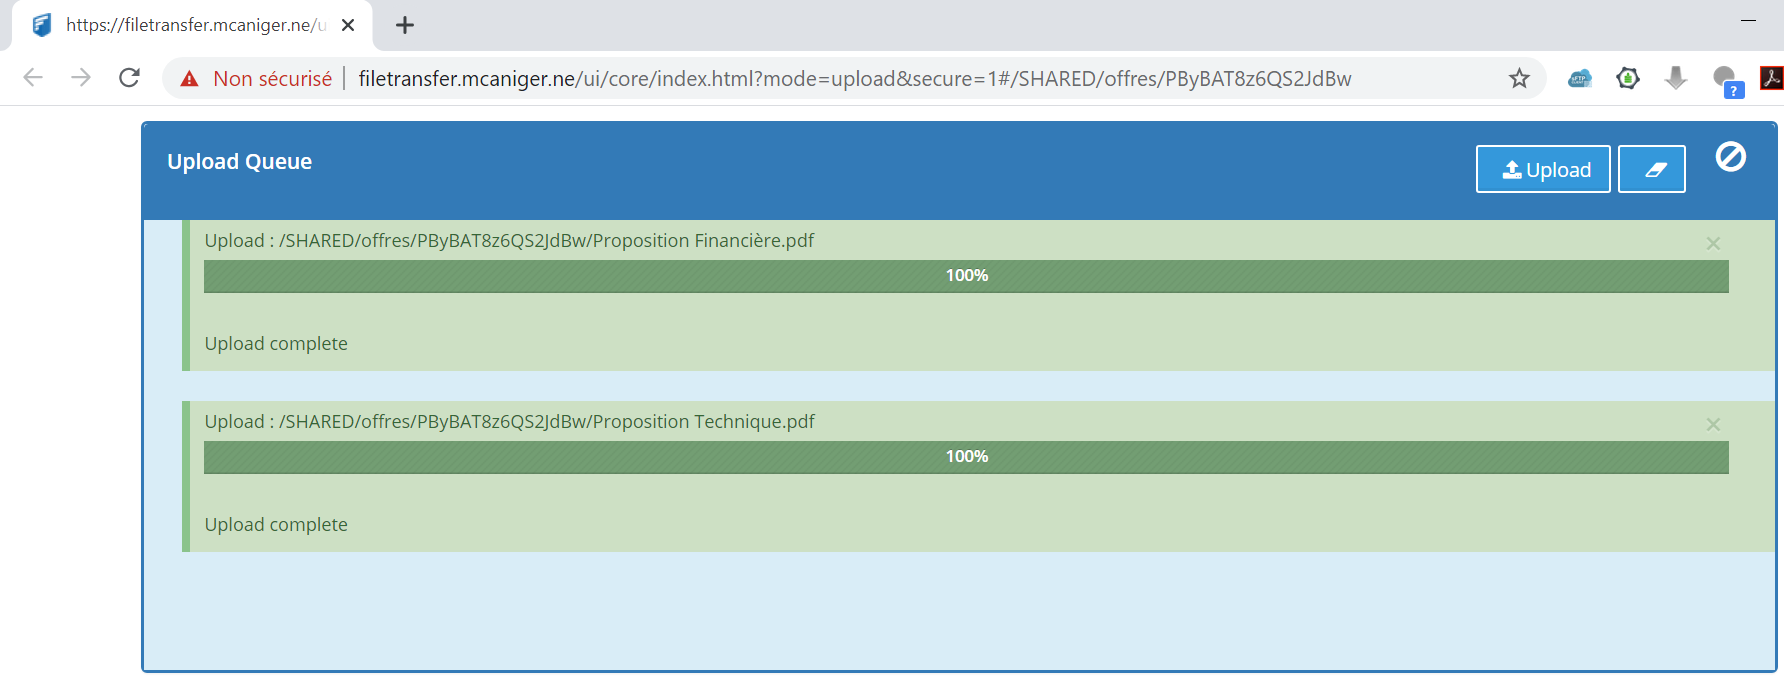 https://filetransfer.mcaniger.ne/u
Non sécurisé | filetransfer.mcaniger.ne/ui/core/index.html?mode=upload&secure=1#/SHARED/offres/PByBAT8z6QS2JdBw
?
Upload Queue
Upload
Upload : /SHARED/offres/PByBAT8z6QS2JdBw/Proposition Financière.pdf
100%
Upload complete
Upload : /SHARED/offres/PByBAT8z6QS2JdBw/Proposition Technique.pdf
100%
Upload complete